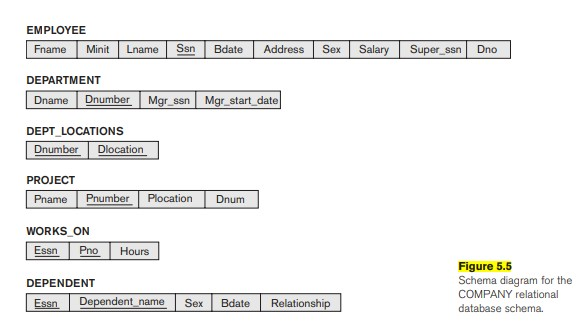 EMPLOYEE
Fname Minit Lname Ssn Bdate Address Sex Salary Super_ssn Dno
DEPARTMENT
Dname Dnumber Mgr_ssn Mgr_start_date
DEPT_LOCATIONS
Dnumber Dlocation
PROJECT
Pname Pnumber Plocation Dnum
WORKS_ON
Essn Pno Hours
DEPENDENT
Essn Dependent_name Sex Bdate Relationship
Figure 5.5
Schema diagram for the
COMPANY relational
database schema.